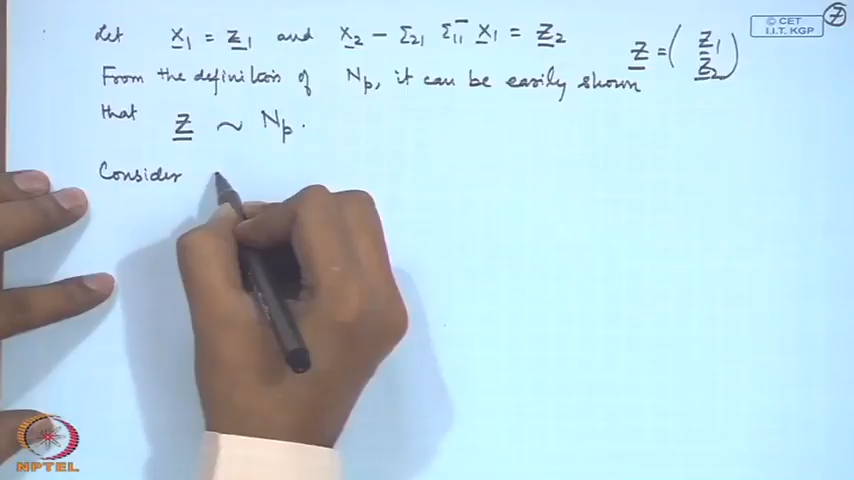 Let X₁ = Z₁ and X₂ − Σ₂₁ Σ₁₁⁻ X₁ = Z₂
Z = ( Z₁ Z₂ )
From the definition of Nₚ, it can be easily shown
that Z ~ Nₚ.
Consider
© CET
I.I.T. KGP
7
NPTEL